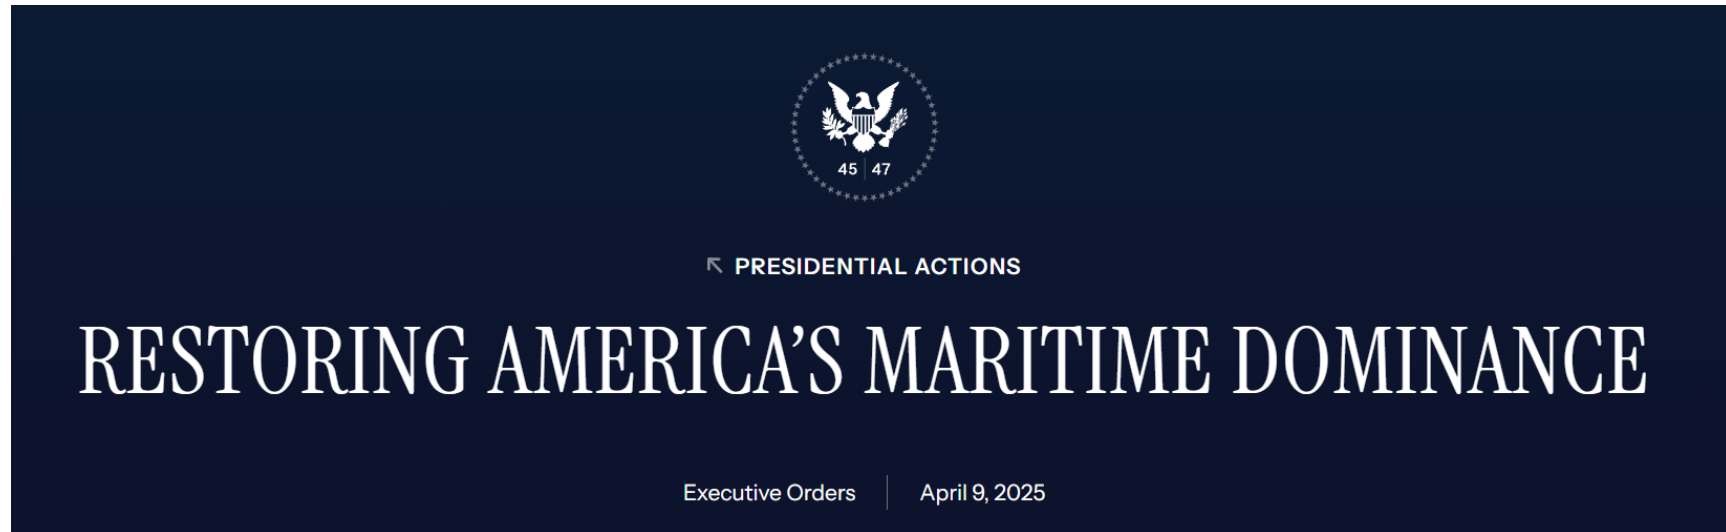 45 | 47
PRESIDENTIAL ACTIONS
RESTORING AMERICA’S MARITIME DOMINANCE
Executive Orders | April 9, 2025